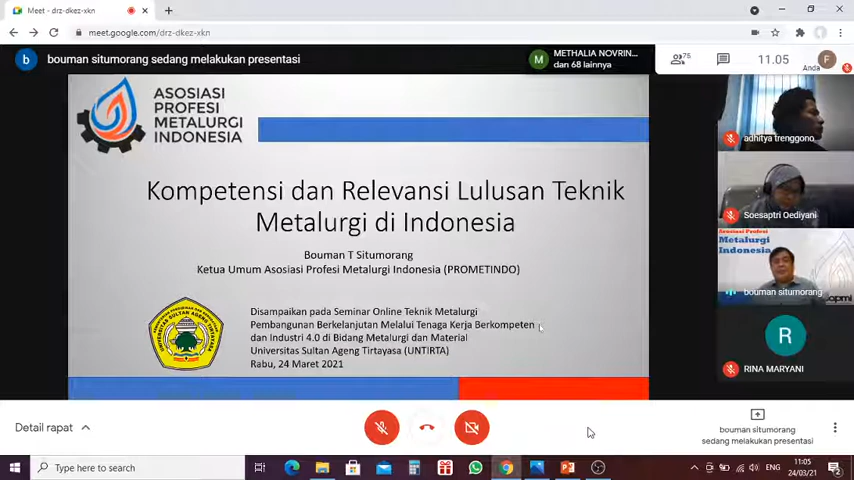 Meet - drz-dkez-xkn
meet.google.com/drz-dkez-xkn
b
bouman situmorang sedang melakukan presentasi
M
METHALIA NOVRIN...
dan 68 lainnya
75
11.05
F
Anda
ASOSIASI
PROFESI
METALURGI
INDONESIA
Kompetensi dan Relevansi Lulusan Teknik
Metalurgi di Indonesia
Bouman T Situmorang
Ketua Umum Asosiasi Profesi Metalurgi Indonesia (PROMETINDO)
Disampaikan pada Seminar Online Teknik Metalurgi
Pembangunan Berkelanjutan Melalui Tenaga Kerja Berkompeten
dan Industri 4.0 di Bidang Metalurgi dan Material
Universitas Sultan Ageng Tirtayasa (UNTIRTA)
Rabu, 24 Maret 2021
adhitya trenggono
Soesaptri Oediyani
Metalurgi
Indonesia
bouman situmorang
R
RINA MARYANI
Detail rapat
bouman situmorang
sedang melakukan presentasi
Type here to search
ENG
11:05
24/03/21
2